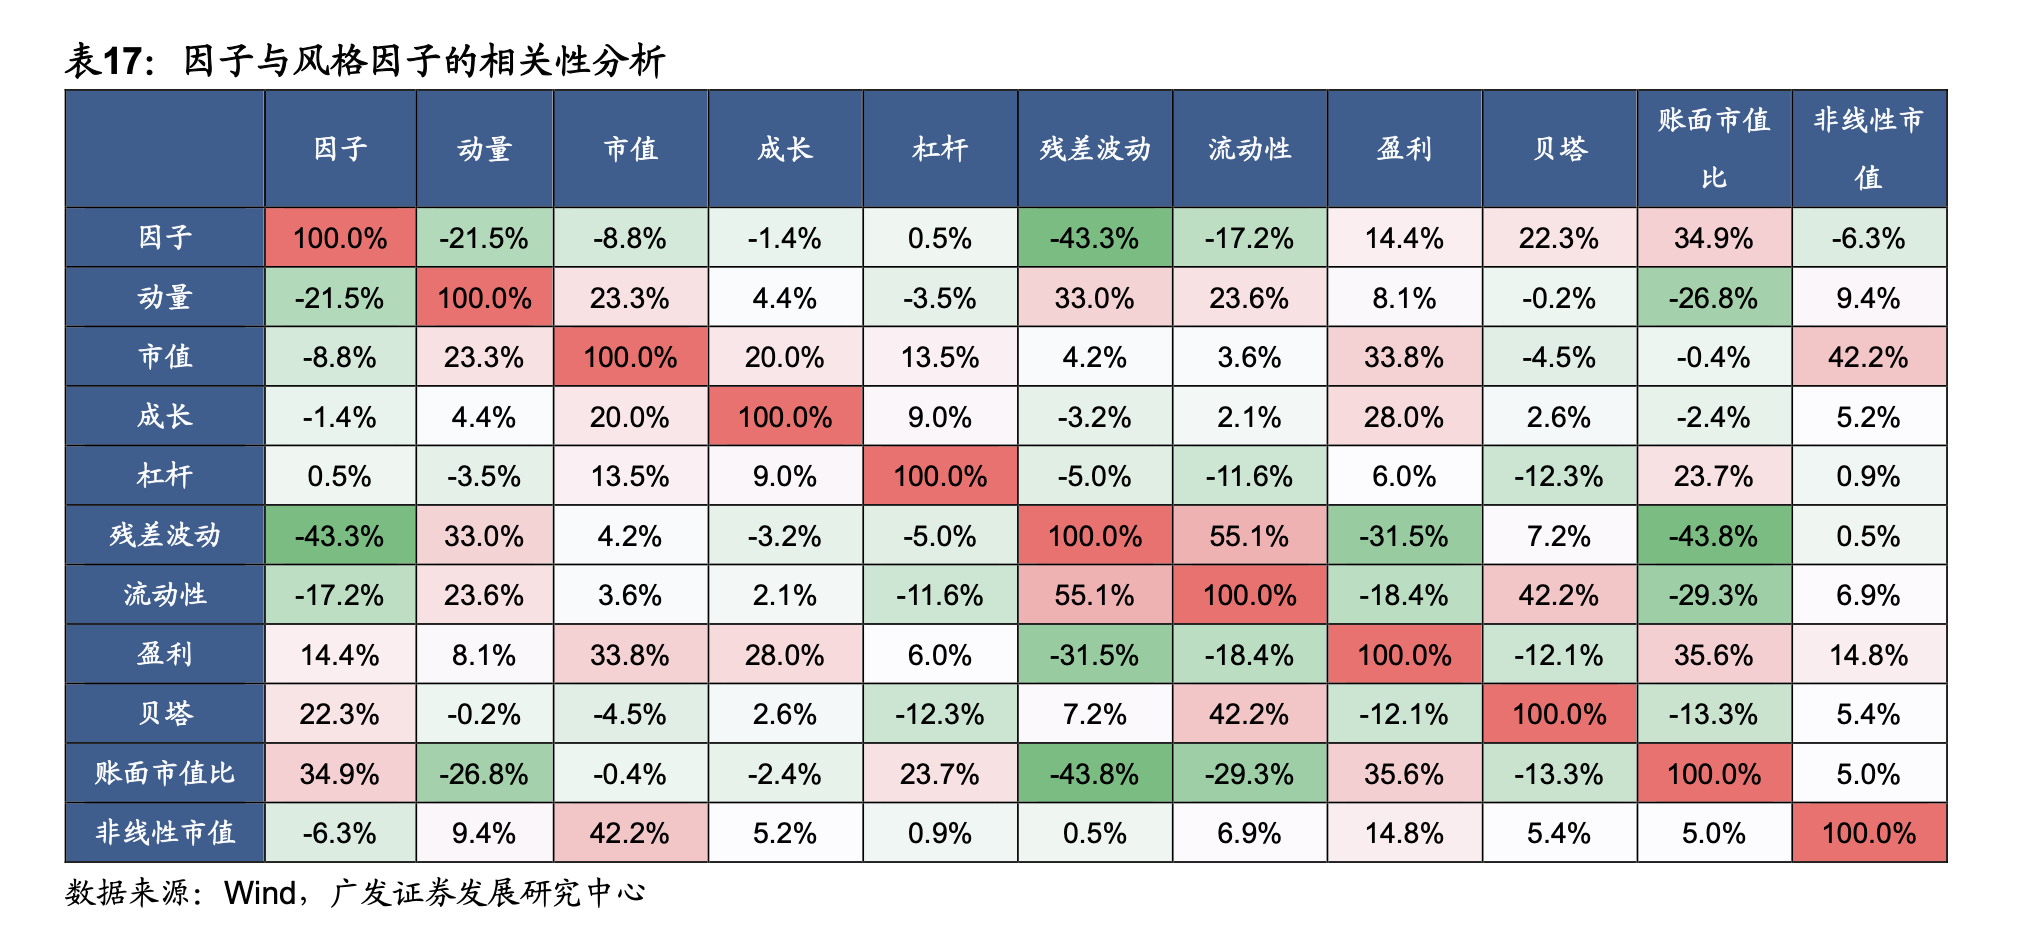 表17：因子与风格因子的相关性分析
因子 动量 市值 成长 杠杆 残差波动 流动性 盈利 贝塔 账面市值比 非线性市值
因子 100.0% -21.5% -8.8% -1.4% 0.5% -43.3% -17.2% 14.4% 22.3% 34.9% -6.3%
动量 -21.5% 100.0% 23.3% 4.4% -3.5% 33.0% 23.6% 8.1% -0.2% -26.8% 9.4%
市值 -8.8% 23.3% 100.0% 20.0% 13.5% 4.2% 3.6% 33.8% -4.5% -0.4% 42.2%
成长 -1.4% 4.4% 20.0% 100.0% 9.0% -3.2% 2.1% 28.0% 2.6% -2.4% 5.2%
杠杆 0.5% -3.5% 13.5% 9.0% 100.0% -5.0% -11.6% 6.0% -12.3% 23.7% 0.9%
残差波动 -43.3% 33.0% 4.2% -3.2% -5.0% 100.0% 55.1% -31.5% 7.2% -43.8% 0.5%
流动性 -17.2% 23.6% 3.6% 2.1% -11.6% 55.1% 100.0% -18.4% 42.2% -29.3% 6.9%
盈利 14.4% 8.1% 33.8% 28.0% 6.0% -31.5% -18.4% 100.0% -12.1% 35.6% 14.8%
贝塔 22.3% -0.2% -4.5% 2.6% -12.3% 7.2% 42.2% -12.1% 100.0% -13.3% 5.4%
账面市值比 34.9% -26.8% -0.4% -2.4% 23.7% -43.8% -29.3% 35.6% -13.3% 100.0% 5.0%
非线性市值 -6.3% 9.4% 42.2% 5.2% 0.9% 0.5% 6.9% 14.8% 5.4% 5.0% 100.0%
数据来源：Wind，广发证券发展研究中心